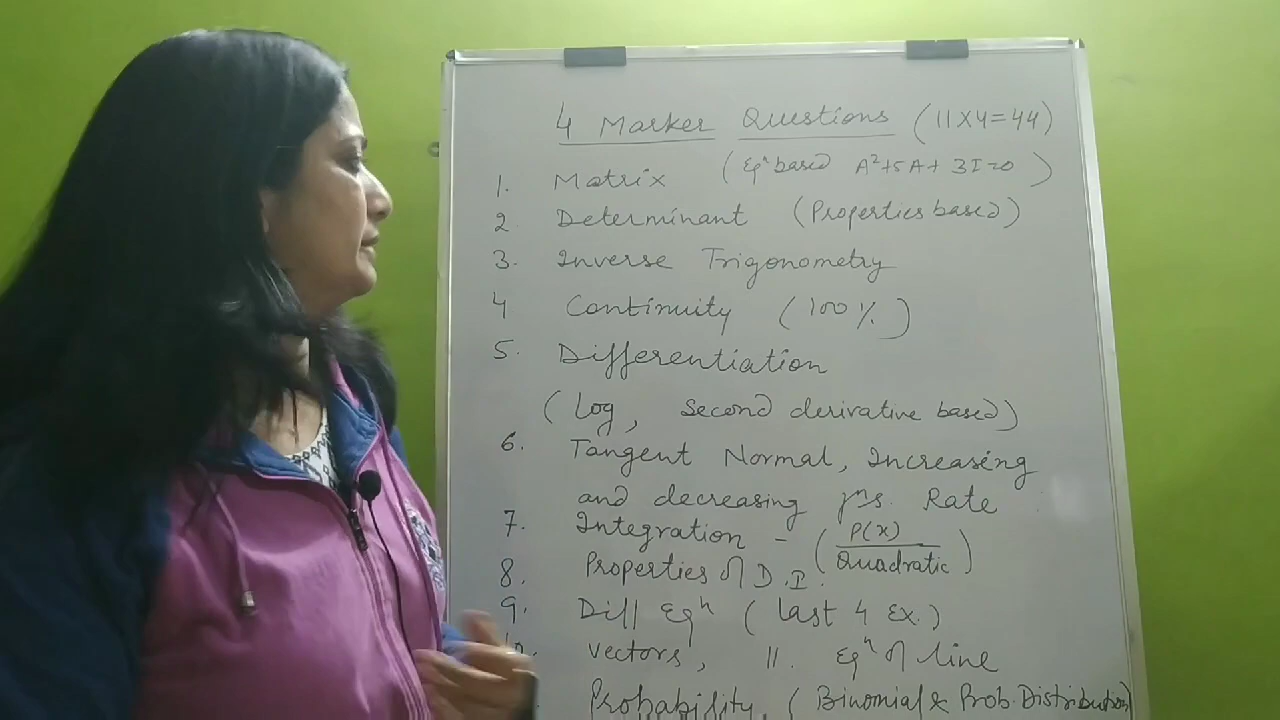 4 Marker Questions (11X4=44)
1. Matrix (Eqⁿ based A²+5A+ 3I=0)
2 Determinant (Properties based)
3. Inverse Trigonometry
4 Continuity (100%)
5. Differentiation
(log, second derivative based)
6. Tangent Normal, Increasing
and decreasing fⁿs. Rate
7. Integration - (P(x)/Quadratic)
8. Properties of D.I.
9. Diff Eqⁿ (last 4 Ex.)
10. vectors, 11. Eqⁿ of line
Probability. (Binomial & Prob. Distribution)